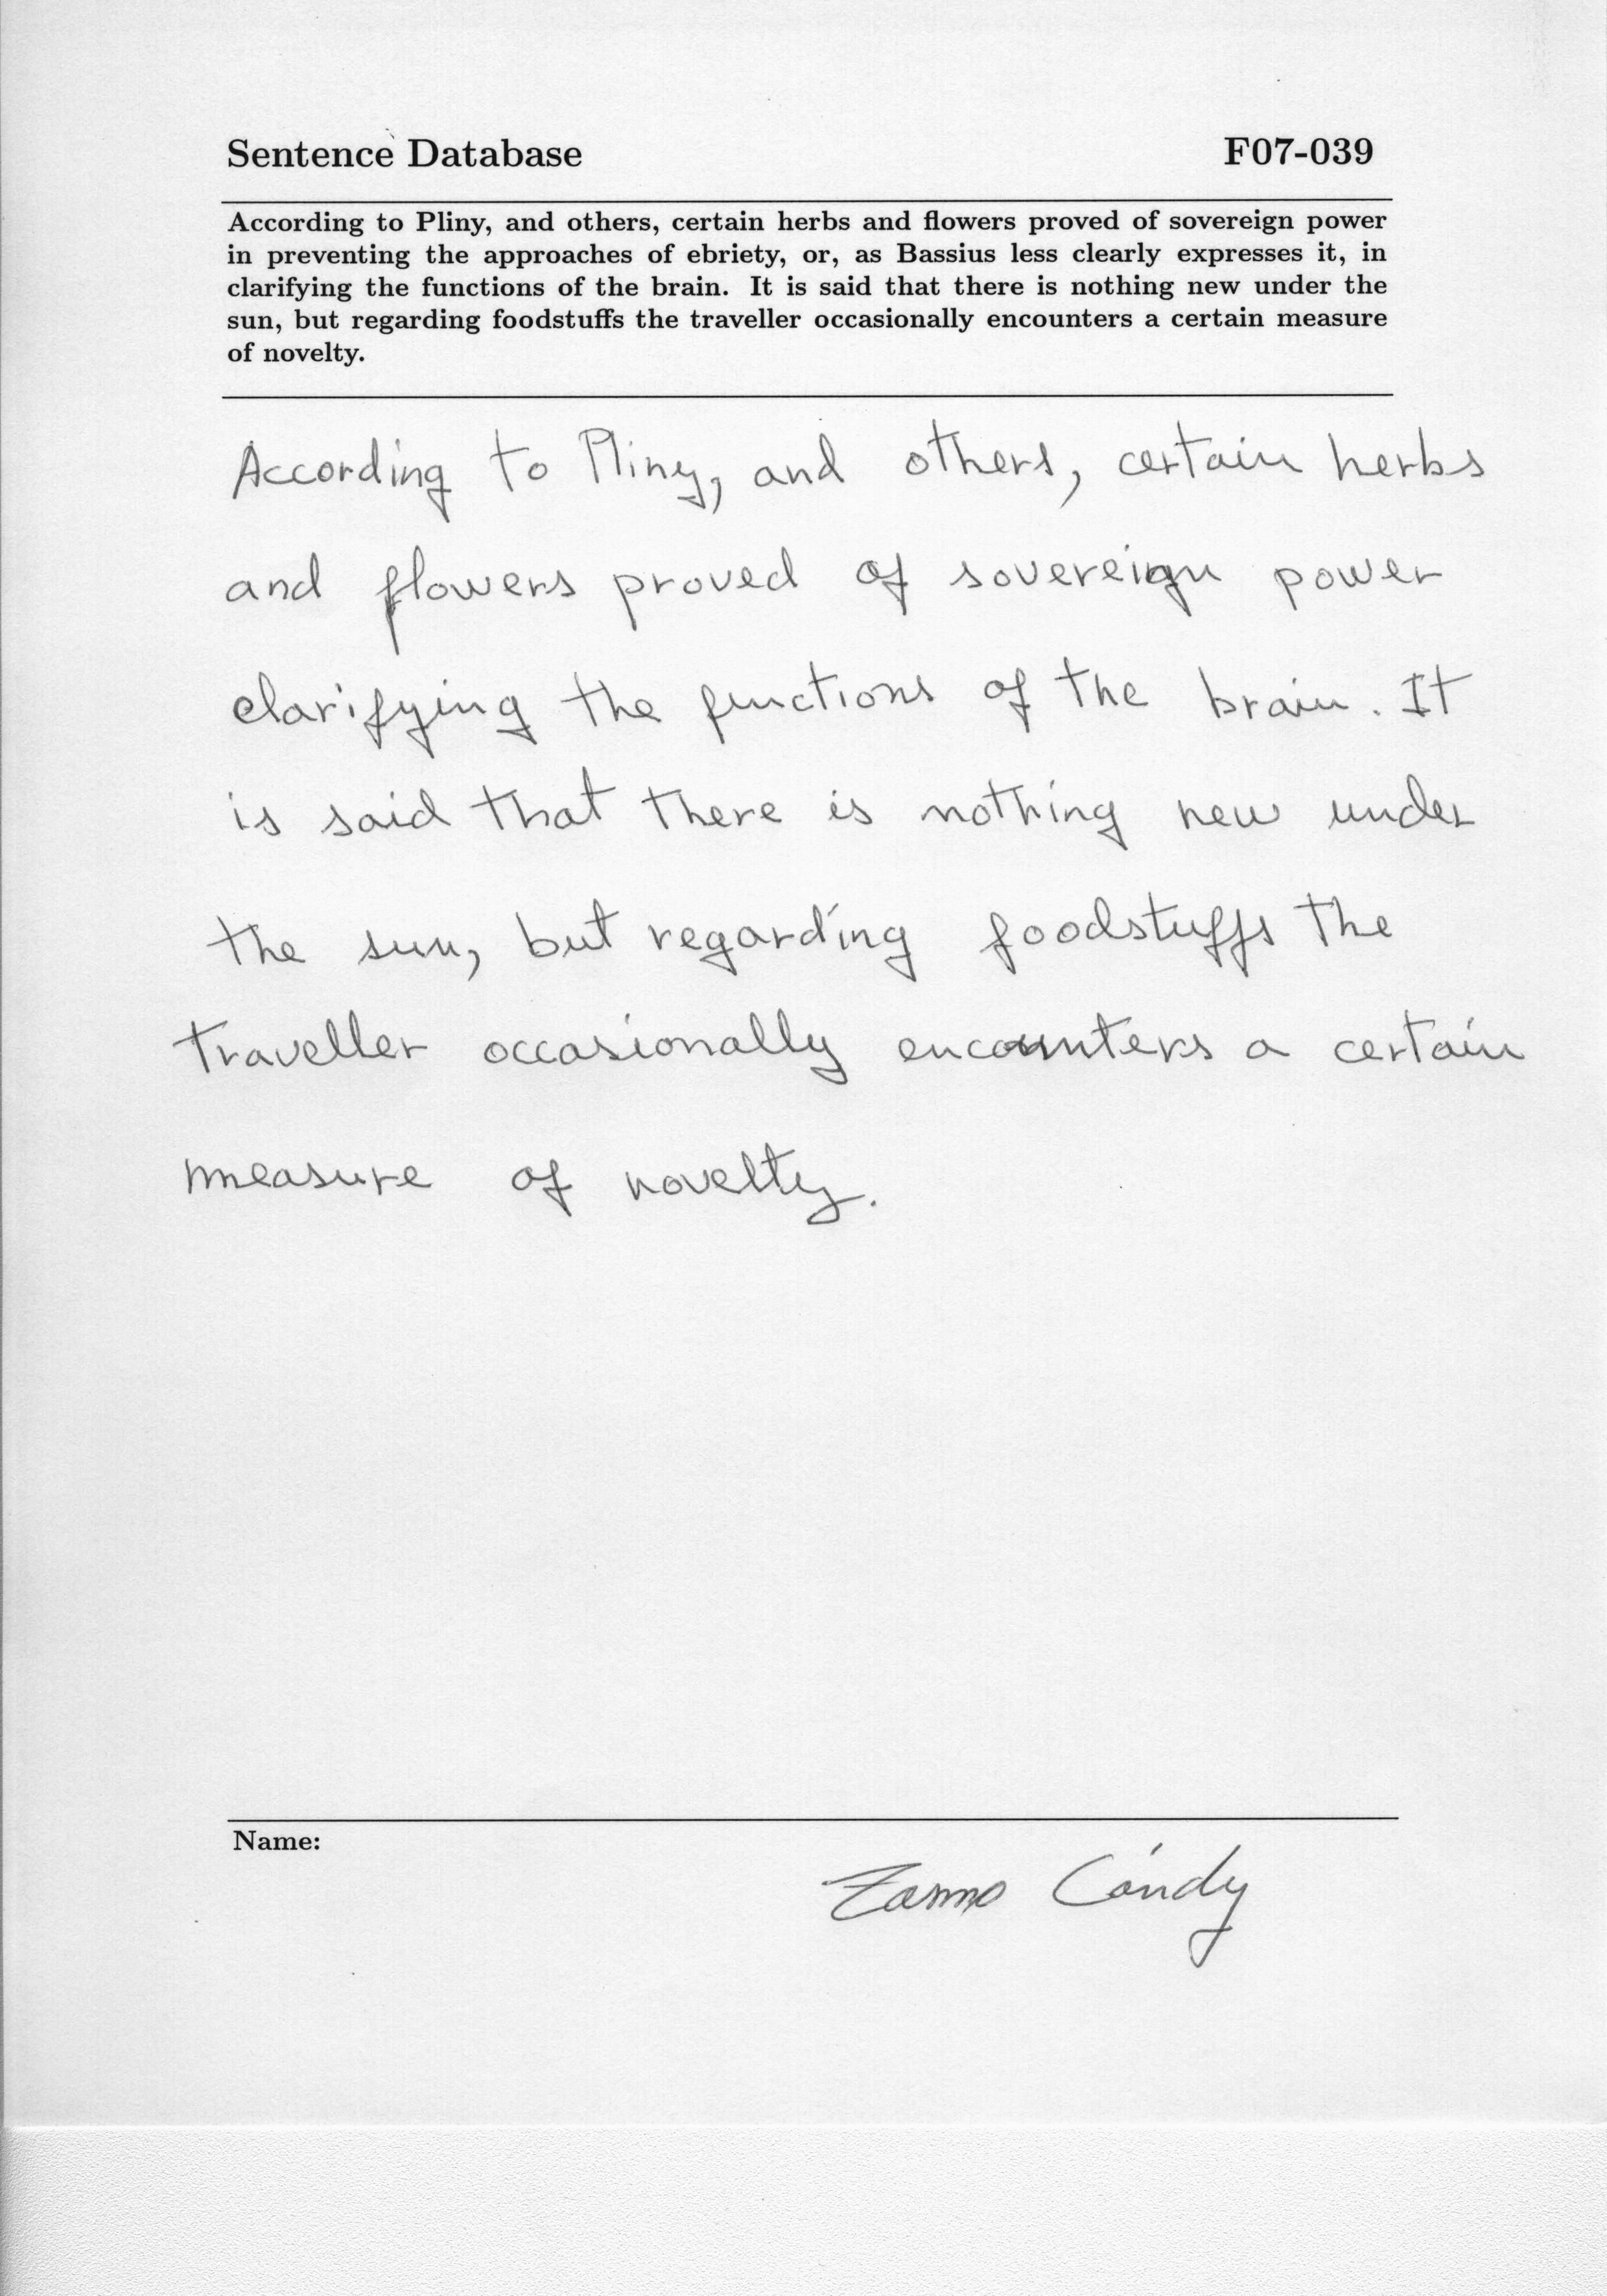 Sentence Database F07-039
According to Pliny, and others, certain herbs and flowers proved of sovereign power
in preventing the approaches of ebriety, or, as Bassius less clearly expresses it, in
clarifying the functions of the brain. It is said that there is nothing new under the
sun, but regarding foodstuffs the traveller occasionally encounters a certain measure
of novelty.
According to Pliny, and others, certain herbs
and flowers proved of sovereign power
clarifying the functions of the brain. It
is said that there is nothing new under
the sun, but regarding foodstuffs the
traveller occasionally encounters a certain
measure of novelty.
Name:
Candy